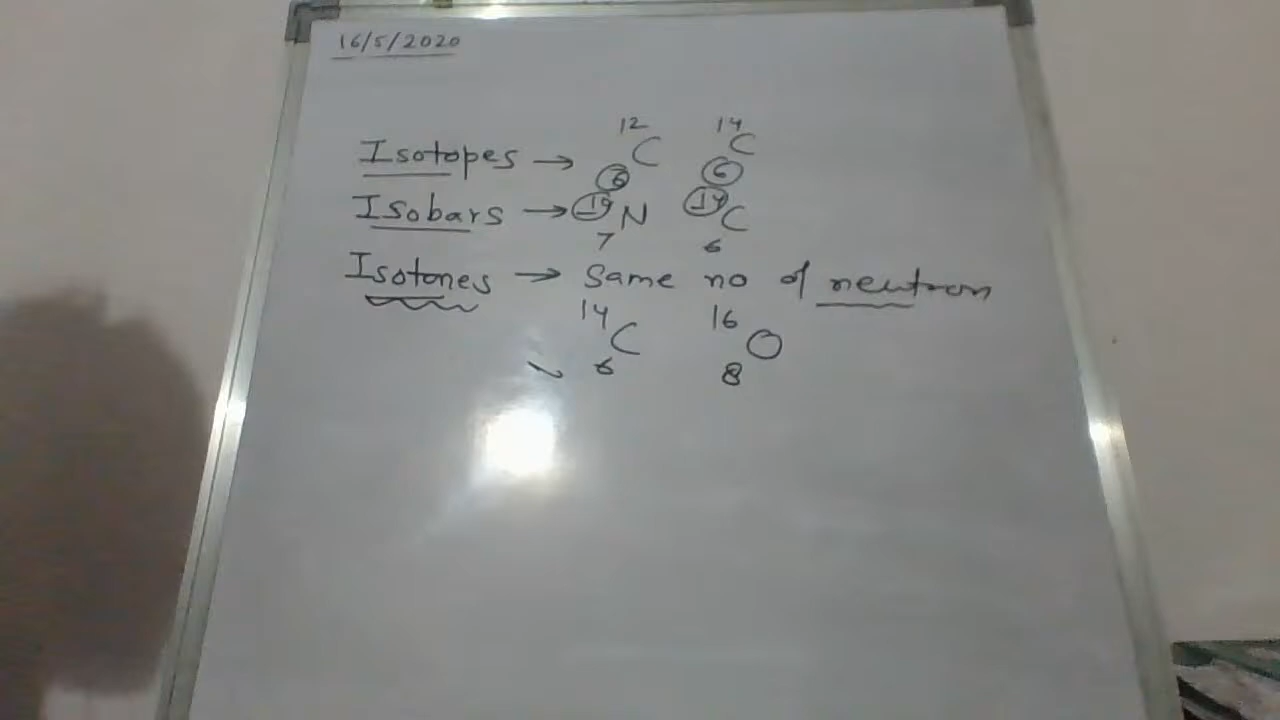 16/5/2020
12 14
Isotopes → C C
6 6
Isobars → 14 N 14 C
7 6
Isotones → Same no of neutron
14 16
C O
6 8